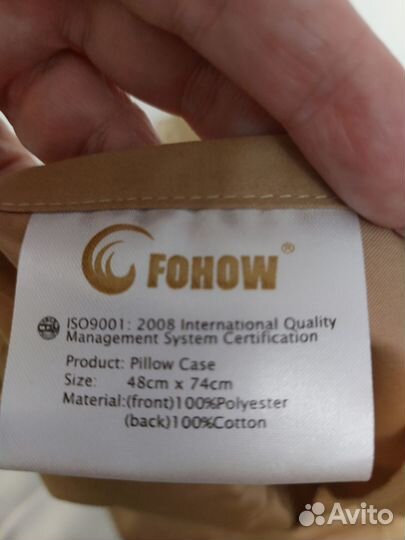 FOHOW®
ISO9001: 2008 International Quality
Management System Certification
Product: Pillow Case
Size: 48cm x 74cm
Material:(front)100%Polyester
(back)100%Cotton
Avito